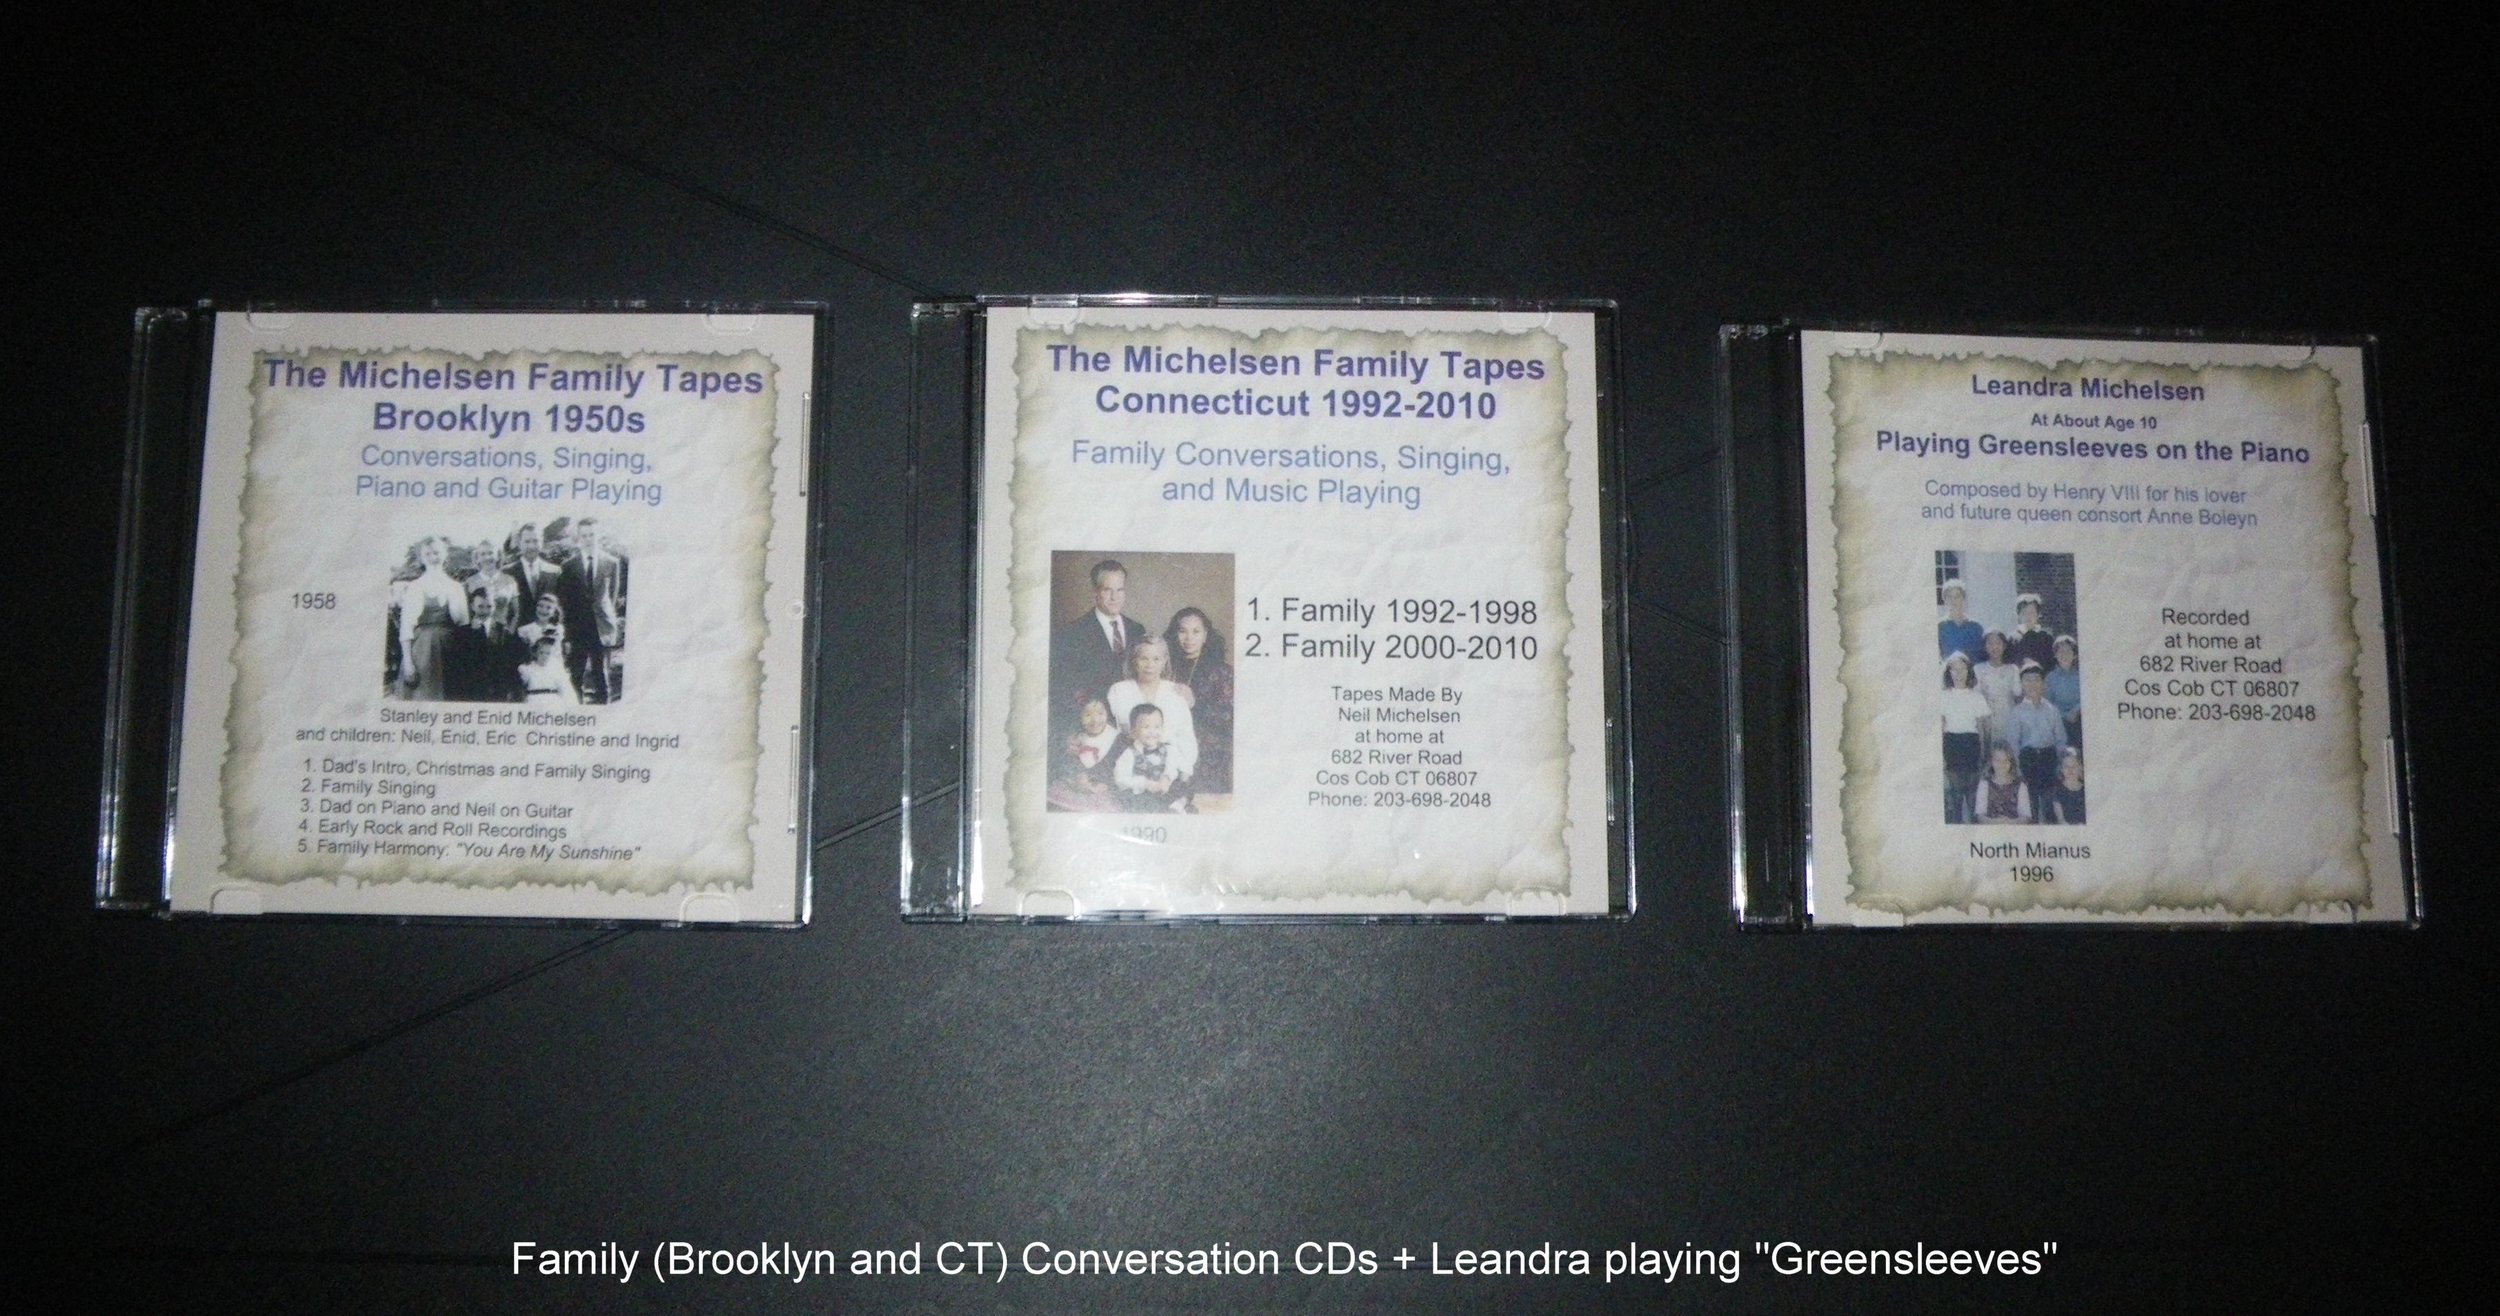 The Michelsen Family Tapes
Brooklyn 1950s
Conversations, Singing,
Piano and Guitar Playing
1958
Stanley and Enid Michelsen
and children: Neil, Enid, Eric Christine and Ingrid
1. Dad's Intro, Christmas and Family Singing
2. Family Singing
3. Dad on Piano and Neil on Guitar
4. Early Rock and Roll Recordings
5. Family Harmony: "You Are My Sunshine"
The Michelsen Family Tapes
Connecticut 1992-2010
Family Conversations, Singing,
and Music Playing
1. Family 1992-1998
2. Family 2000-2010
Tapes Made By
Neil Michelsen
at home at
682 River Road
Cos Cob CT 06807
Phone: 203-698-2048
1990
Leandra Michelsen
At About Age 10
Playing Greensleeves on the Piano
Composed by Henry VIII for his lover
and future queen consort Anne Boleyn
Recorded
at home at
682 River Road
Cos Cob CT 06807
Phone: 203-698-2048
North Mianus
1996
Family (Brooklyn and CT) Conversation CDs + Leandra playing "Greensleeves"